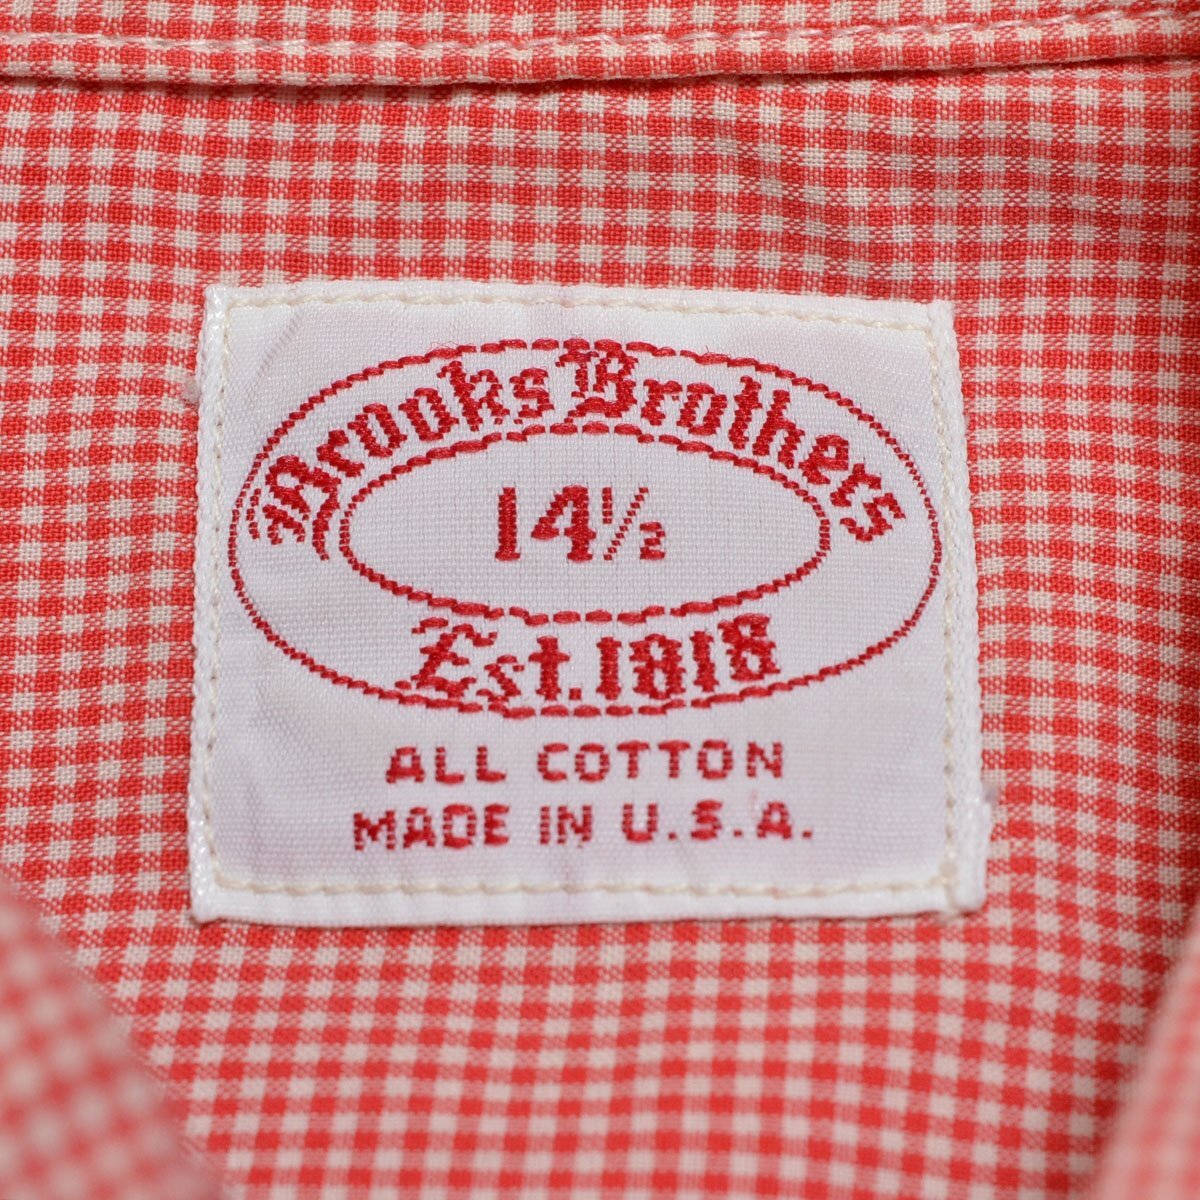 Brooks Brothers
14½
Est. 1818
ALL COTTON
MADE IN U.S.A.